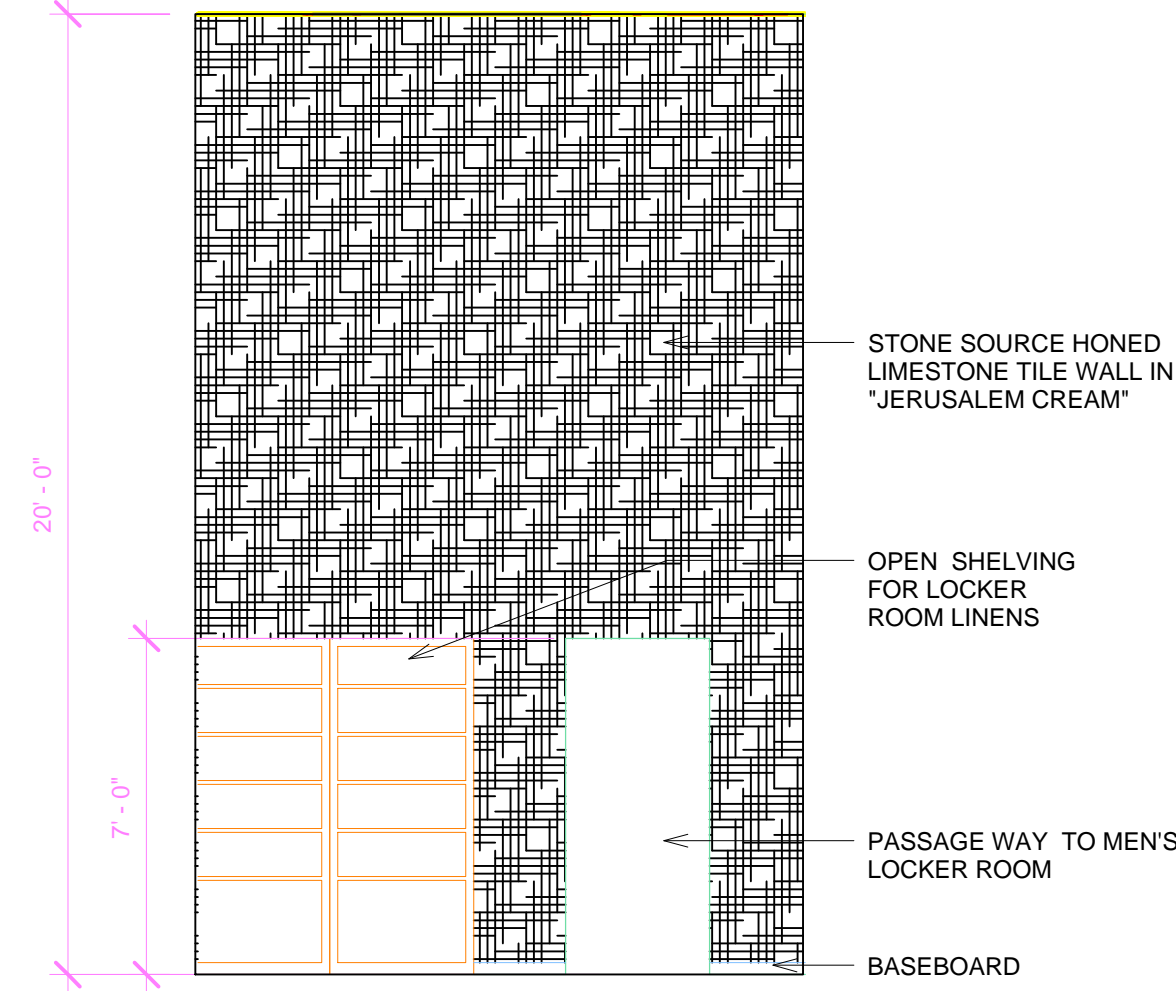 20' - 0"
7' - 0"
STONE SOURCE HONED
LIMESTONE TILE WALL IN
"JERUSALEM CREAM"
OPEN SHELVING
FOR LOCKER
ROOM LINENS
PASSAGE WAY TO MEN'S
LOCKER ROOM
BASEBOARD